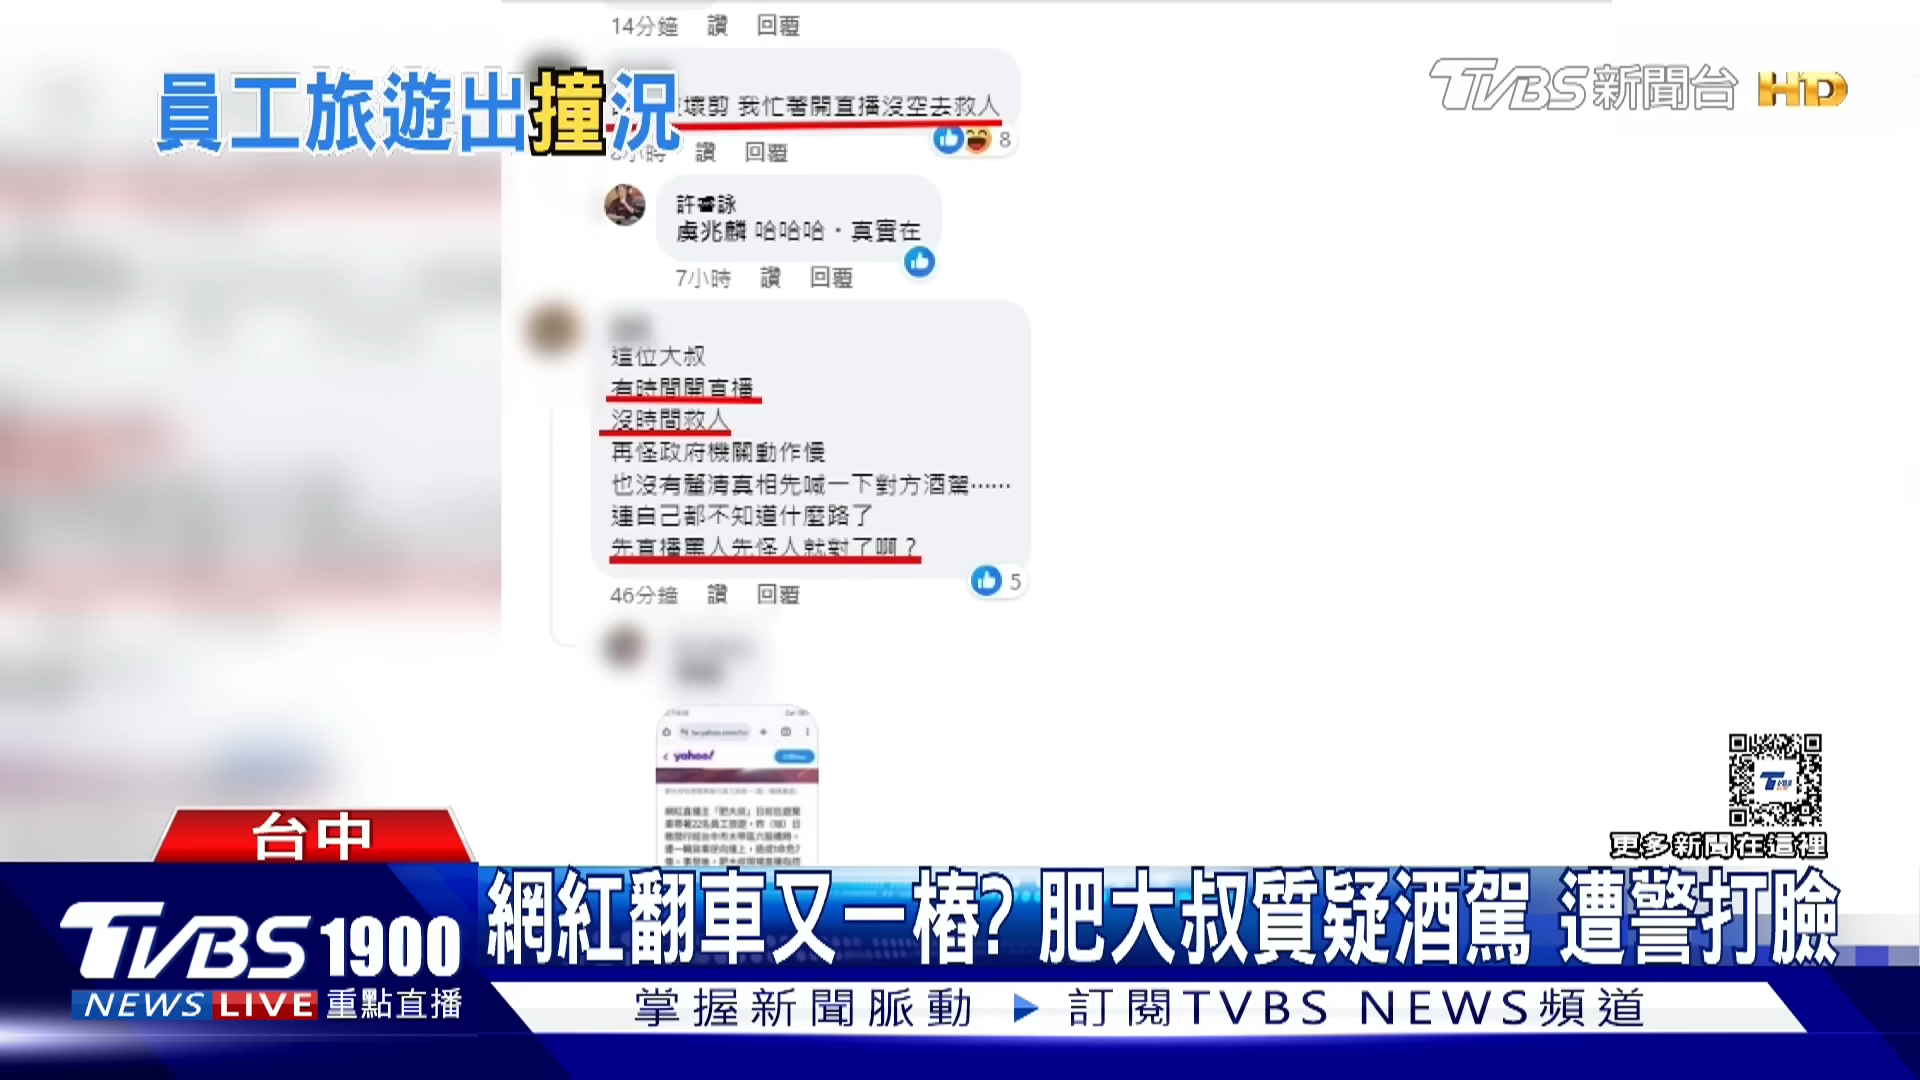 14分鐘 讚 回覆
員工旅遊出撞況
壞剪 我忙著開直播沒空去救人
8
8小時 讚 回覆
TVBS新聞台 HD
許睿詠
虞兆麟 哈哈哈·真實在
7小時 讚 回覆
這位大叔
有時間開直播
沒時間救人
再怪政府機關動作慢
也沒有釐清真相先喊一下對方酒駕⋯⋯
連自己都不知道什麼路了
先直播罵人先怪人就對了啊?
5
46分鐘 讚 回覆
yahoo!
更多新聞在這裡
台中
網紅翻車又一樁? 肥大叔質疑酒駕 遭警打臉
TVBS 1900
NEWS LIVE 重點直播
掌握新聞脈動 ▶ 訂閱TVBS NEWS頻道